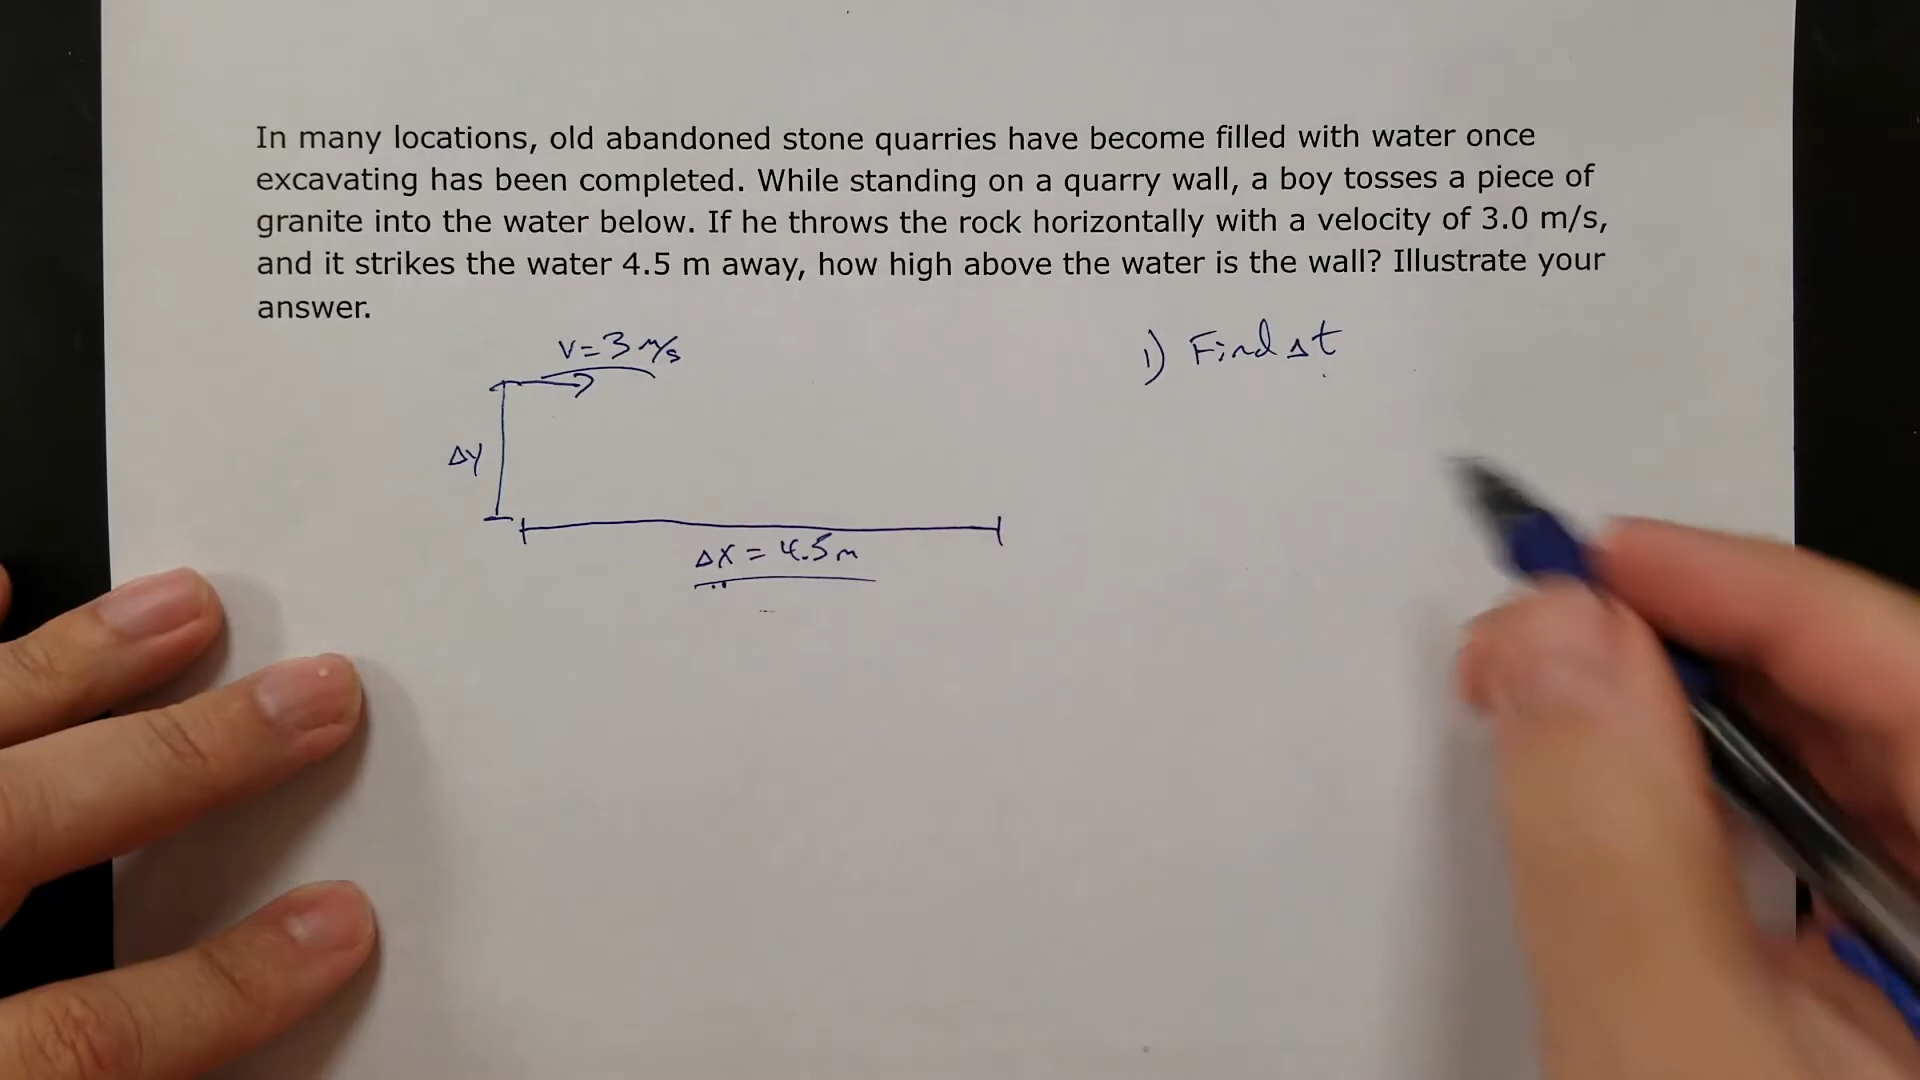 In many locations, old abandoned stone quarries have become filled with water once
excavating has been completed. While standing on a quarry wall, a boy tosses a piece of
granite into the water below. If he throws the rock horizontally with a velocity of 3.0 m/s,
and it strikes the water 4.5 m away, how high above the water is the wall? Illustrate your
answer.
v=3 m/s
1) Find Δt
Δy
Δx = 4.5m